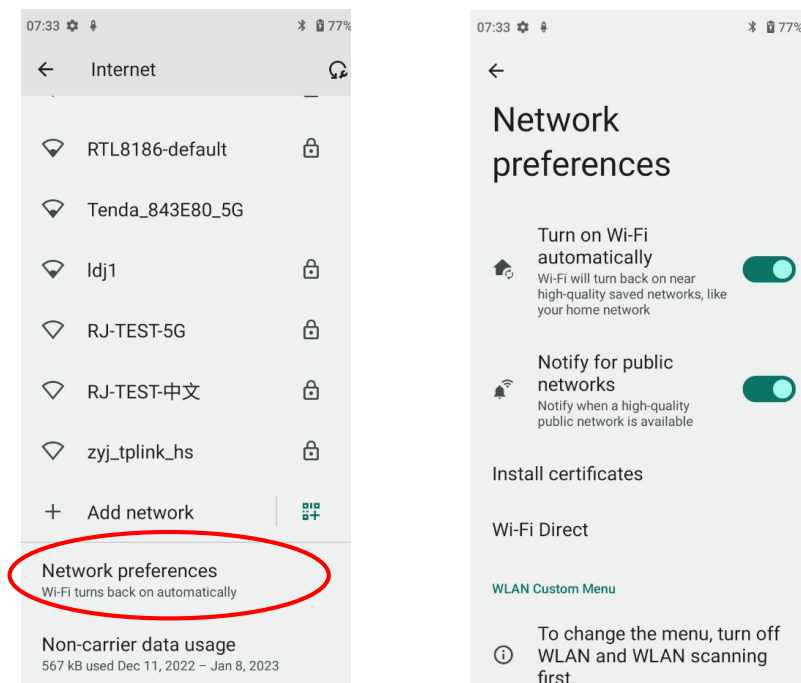 07:33 77%
Internet
RTL8186-default
Tenda_843E80_5G
ldj1
RJ-TEST-5G
RJ-TEST-中文
zyj_tplink_hs
Add network
Network preferences
Wi-Fi turns back on automatically
Non-carrier data usage
567 kB used Dec 11, 2022 – Jan 8, 2023
07:33 77%
Network
preferences
Turn on Wi-Fi
automatically
Wi-Fi will turn back on near
high-quality saved networks, like
your home network
Notify for public
networks
Notify when a high-quality
public network is available
Install certificates
Wi-Fi Direct
WLAN Custom Menu
To change the menu, turn off
WLAN and WLAN scanning
first.